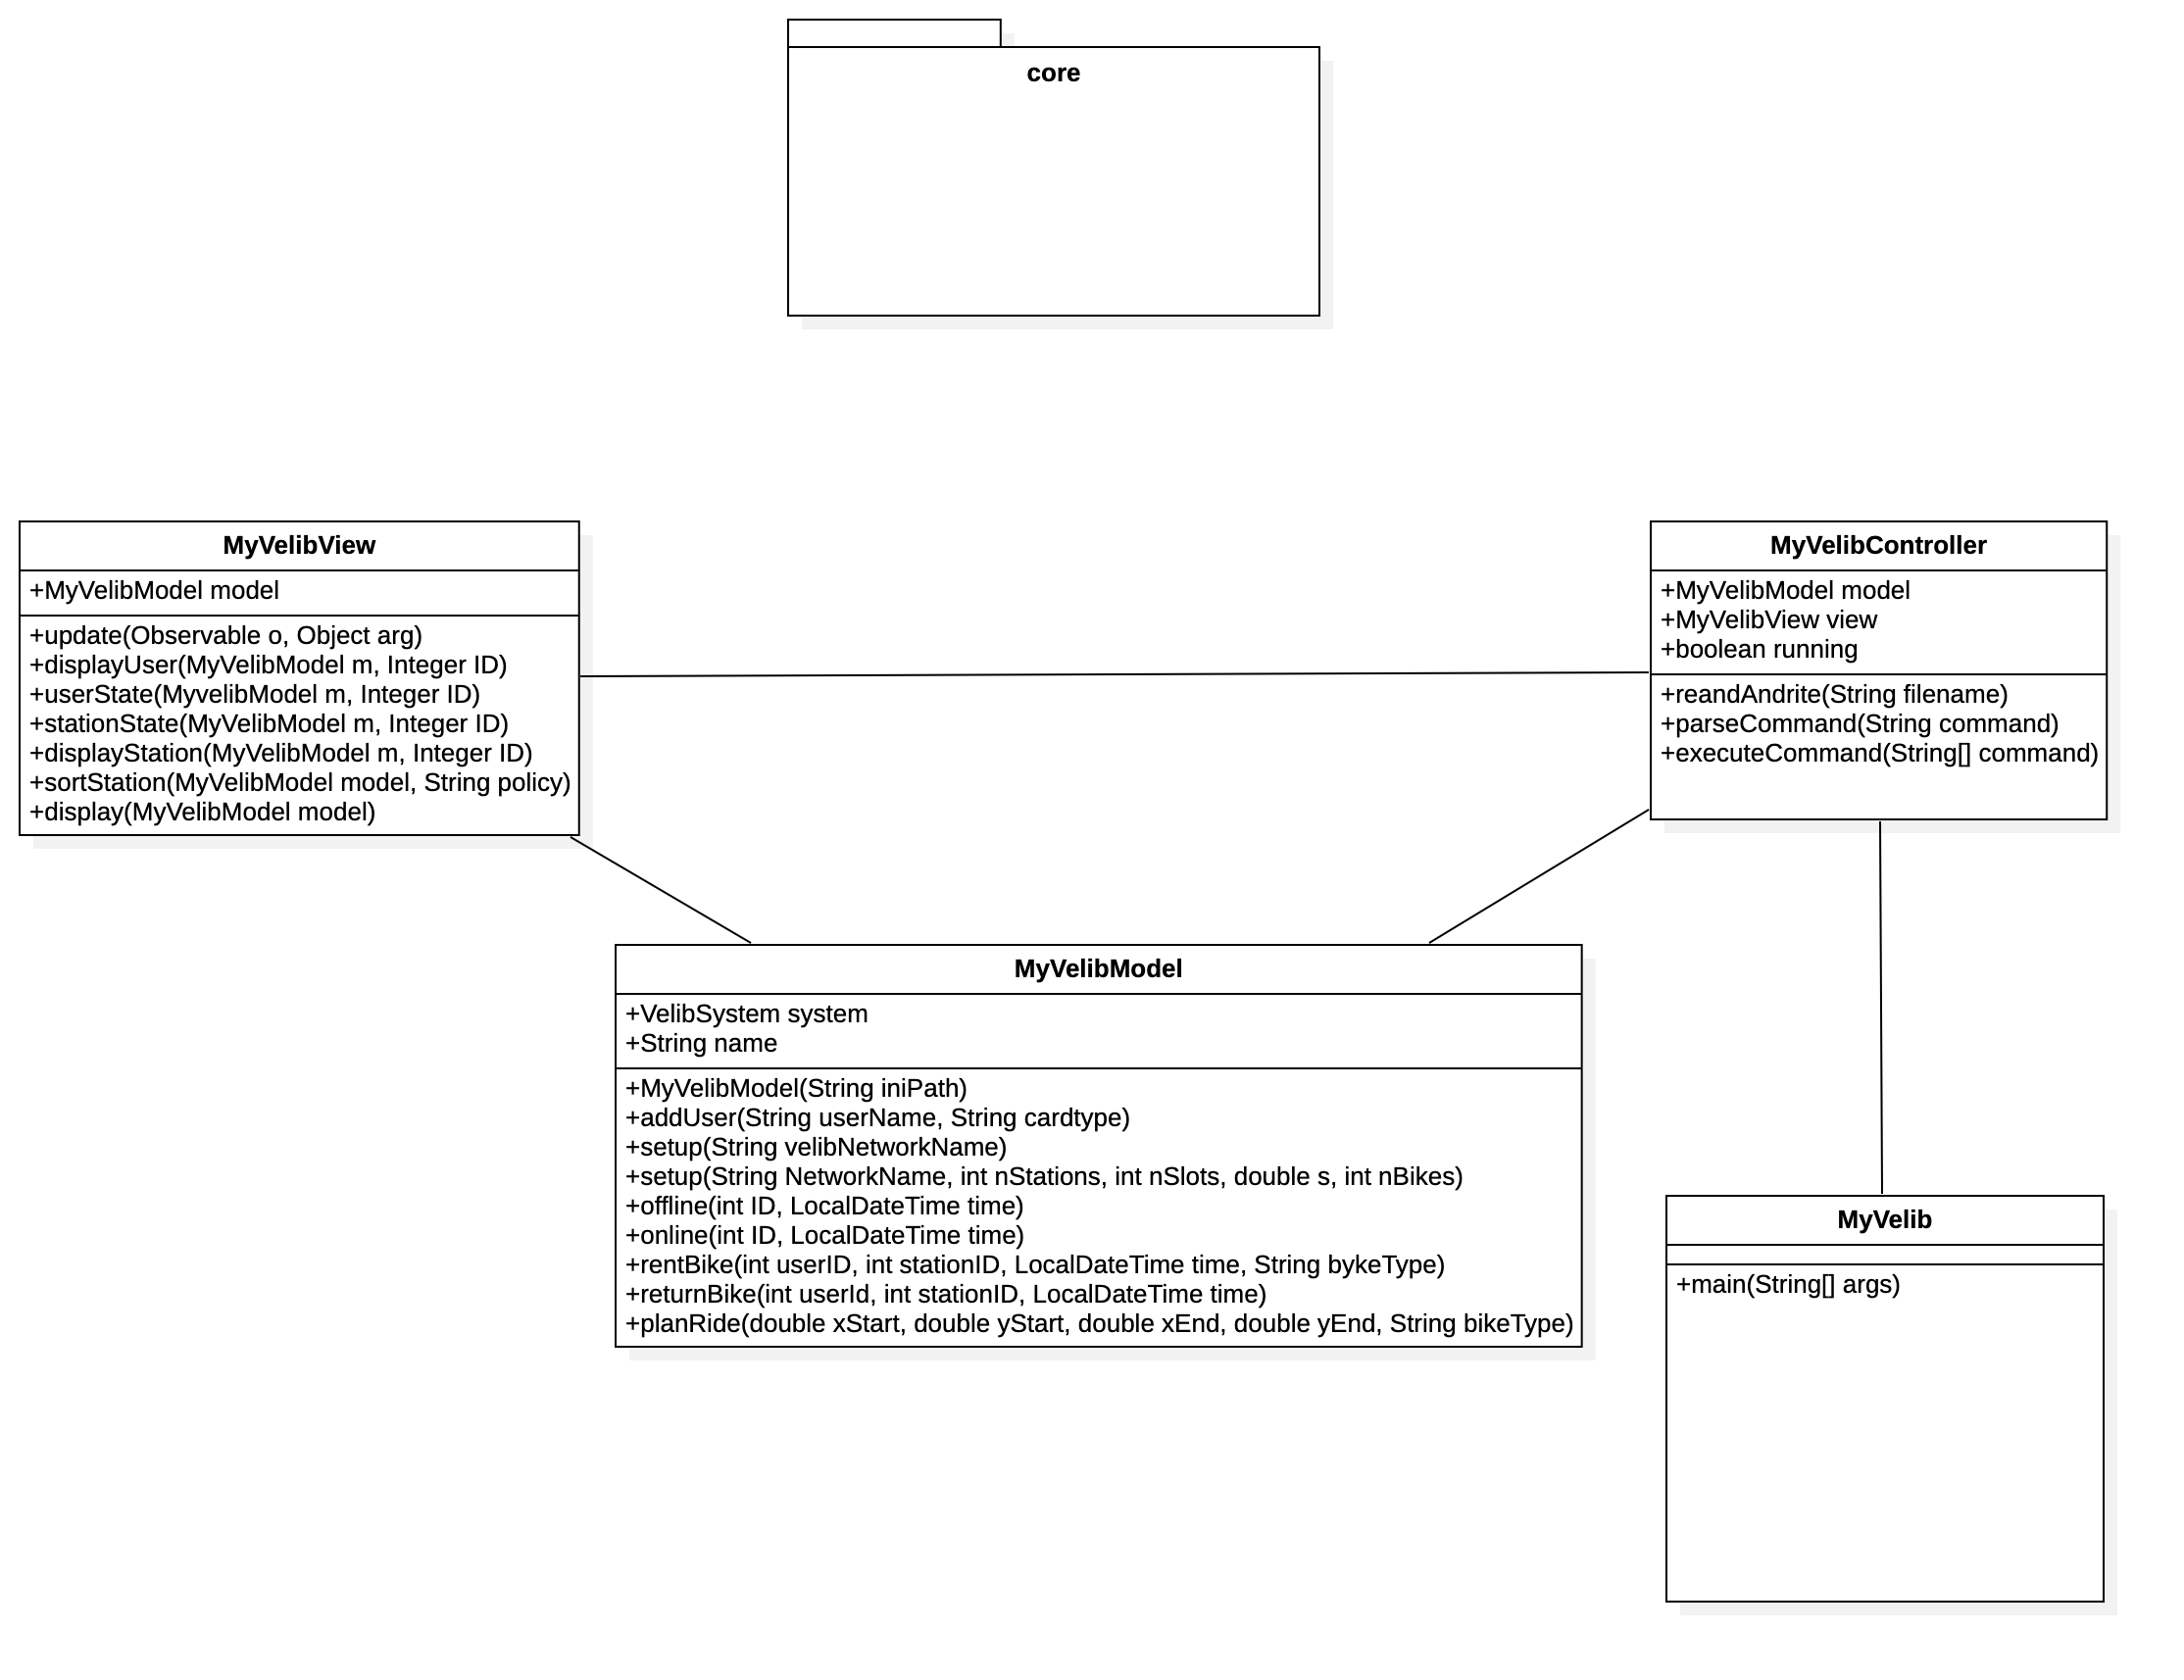 core
MyVelibView
+MyVelibModel model
+update(Observable o, Object arg)
+displayUser(MyVelibModel m, Integer ID)
+userState(MyvelibModel m, Integer ID)
+stationState(MyVelibModel m, Integer ID)
+displayStation(MyVelibModel m, Integer ID)
+sortStation(MyVelibModel model, String policy)
+display(MyVelibModel model)
MyVelibController
+MyVelibModel model
+MyVelibView view
+boolean running
+reandAndrite(String filename)
+parseCommand(String command)
+executeCommand(String[] command)
MyVelibModel
+VelibSystem system
+String name
+MyVelibModel(String iniPath)
+addUser(String userName, String cardtype)
+setup(String velibNetworkName)
+setup(String NetworkName, int nStations, int nSlots, double s, int nBikes)
+offline(int ID, LocalDateTime time)
+online(int ID, LocalDateTime time)
+rentBike(int userID, int stationID, LocalDateTime time, String bykeType)
+returnBike(int userId, int stationID, LocalDateTime time)
+planRide(double xStart, double yStart, double xEnd, double yEnd, String bikeType)
MyVelib
+main(String[] args)